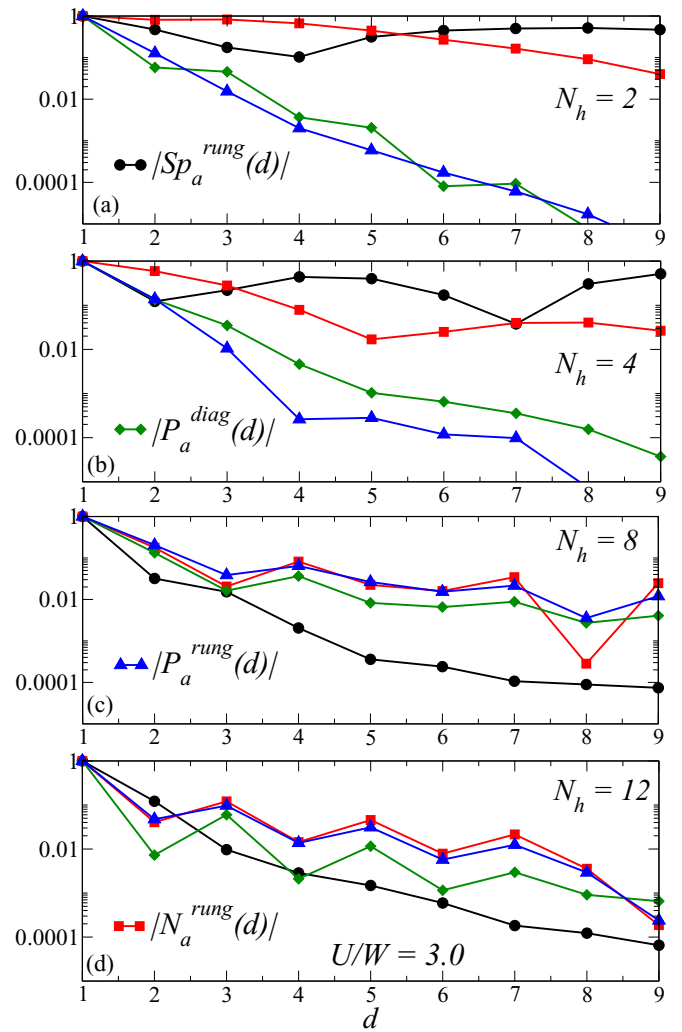 1
0.01
0.0001
N_h = 2
|Sp_a^{rung}(d)|
(a)
1 2 3 4 5 6 7 8 9
1
0.01
0.0001
N_h = 4
|P_a^{diag}(d)|
(b)
1 2 3 4 5 6 7 8 9
1
0.01
0.0001
N_h = 8
|P_a^{rung}(d)|
(c)
1 2 3 4 5 6 7 8 9
1
0.01
0.0001
N_h = 12
|N_a^{rung}(d)|
(d)
U/W = 3.0
1 2 3 4 5 6 7 8 9
d